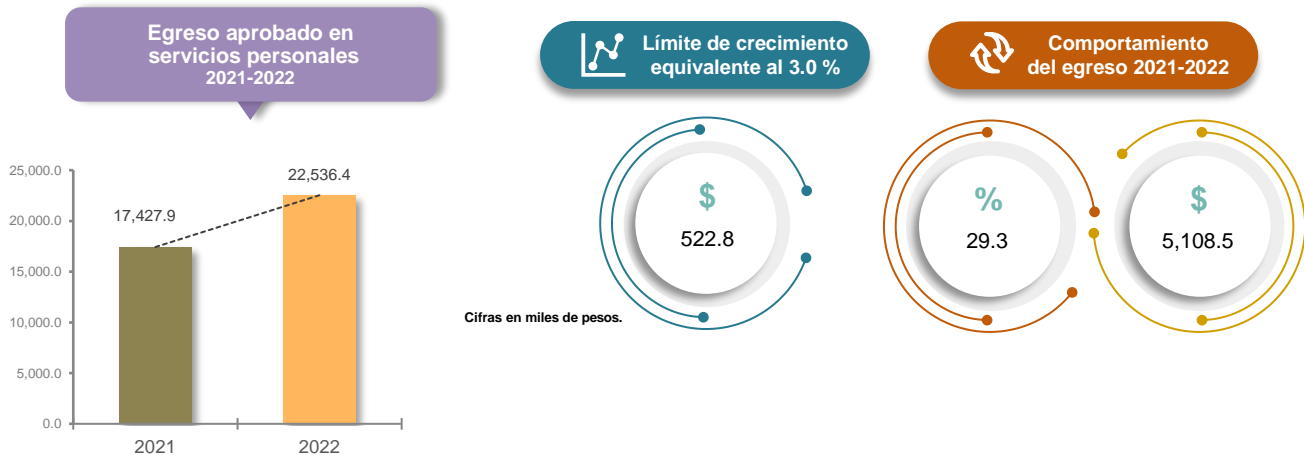 Egreso aprobado en
servicios personales
2021-2022
Límite de crecimiento
equivalente al 3.0 %
Comportamiento
del egreso 2021-2022
25,000.0
20,000.0
15,000.0
10,000.0
5,000.0
0.0
17,427.9
22,536.4
2021
2022
$
522.8
%
29.3
$
5,108.5
Cifras en miles de pesos.